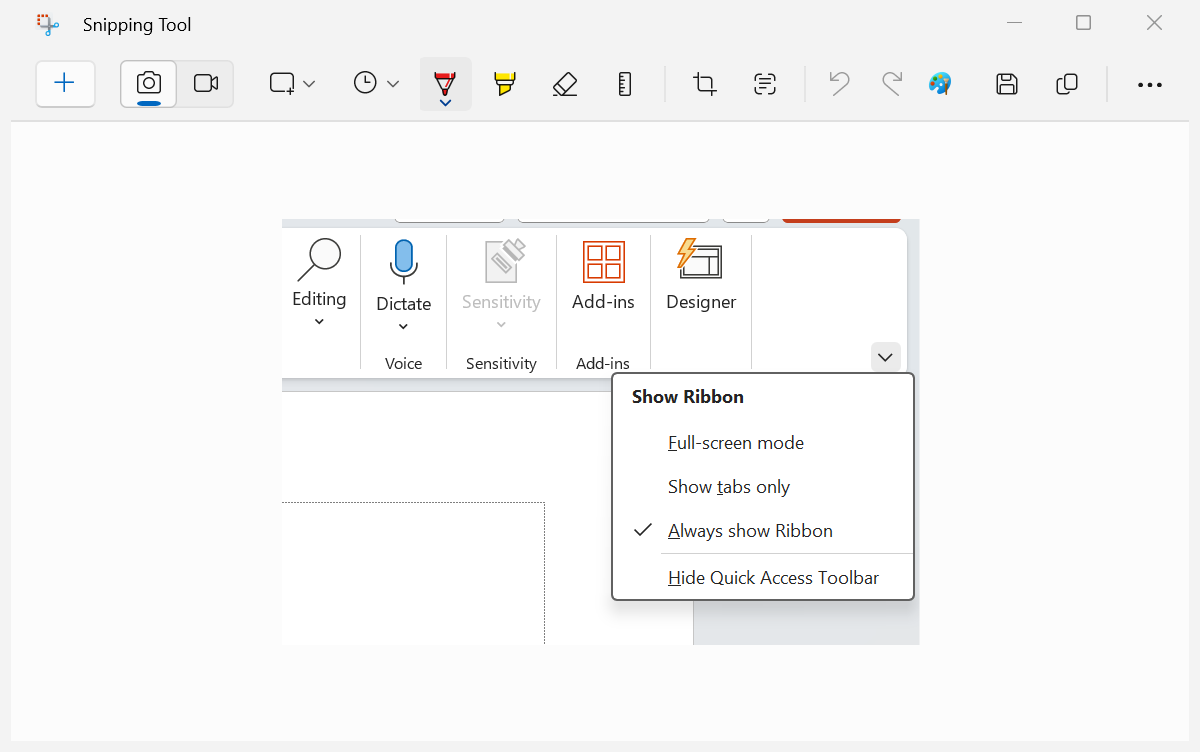 Snipping Tool
Editing
Dictate
Sensitivity
Add-ins
Designer
Voice
Sensitivity
Add-ins
Show Ribbon
Full-screen mode
Show tabs only
Always show Ribbon
Hide Quick Access Toolbar